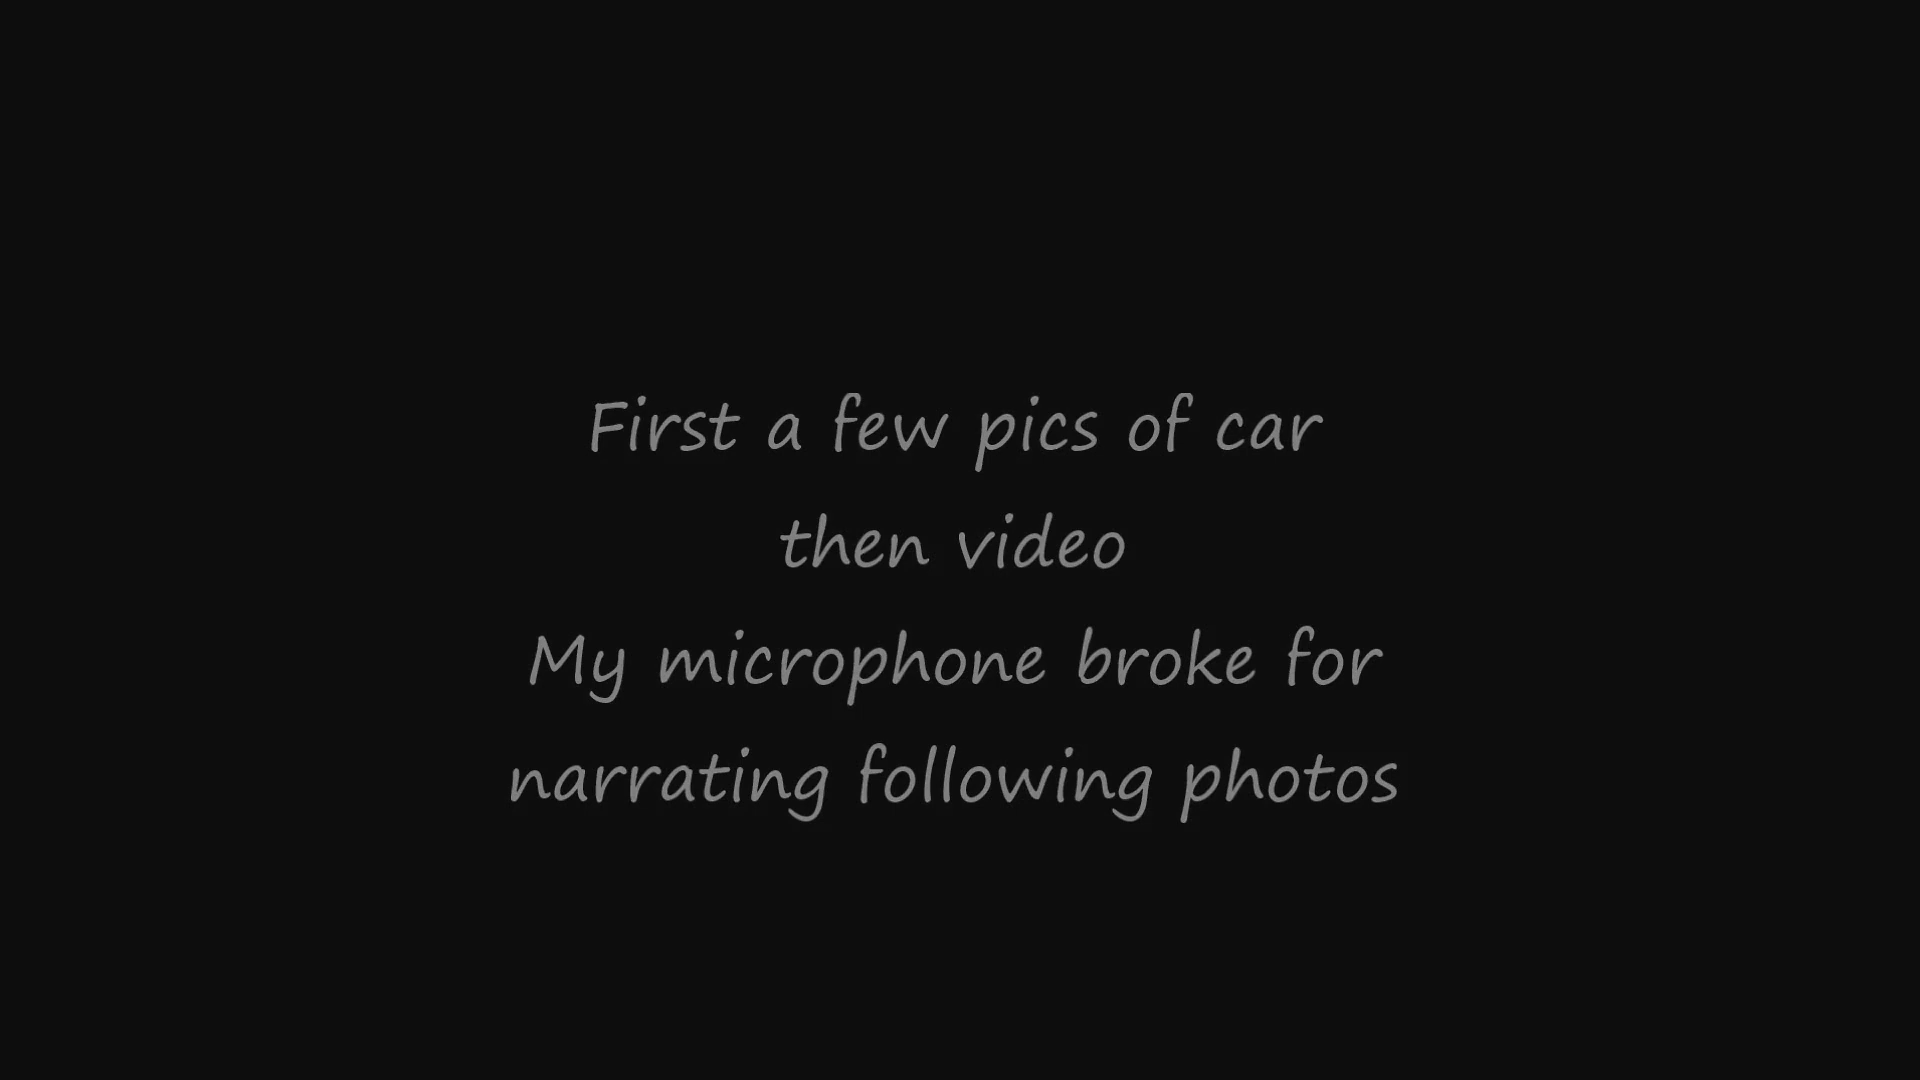 First a few pics of car
then video
My microphone broke for
narrating following photos